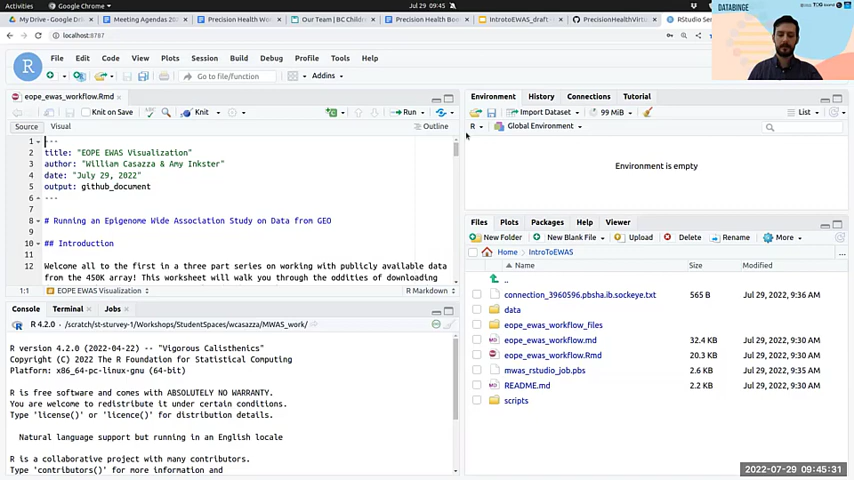 Activities
Google Chrome
Jul 29 09:45
My Drive - Google D
Meeting Agendas 202
Precision Health Wo
Our Team | BC Childr
Precision Health Boo
IntrotoEWAS_draft
PrecisionHealthVirtu
RStudio Serv
localhost:8787
DATABINGE
File Edit Code View Plots Session Build Debug Profile Tools Help
Go to file/function
Addins
eope_ewas_workflow.Rmd
Knit on Save
Knit
Run
Source Visual
Outline
1 ---
2 title: "EOPE EWAS Visualization"
3 author: "William Casazza & Amy Inkster"
4 date: "July 29, 2022"
5 output: github_document
6 ---
7
8 # Running an Epigenome Wide Association Study on Data from GEO
9
10 ## Introduction
11
12 Welcome all to the first in a three part series on working with publicly available data
from the 450K array! This worksheet will walk you through the oddities of downloading
1:1 EOPE EWAS Visualization R Markdown
Console Terminal Jobs
R 4.2.0 · /scratch/st-sturvey-1/Workshops/StudentSpaces/wcasazza/MWAS_work/
R version 4.2.0 (2022-04-22) -- "Vigorous Calisthenics"
Copyright (C) 2022 The R Foundation for Statistical Computing
Platform: x86_64-pc-linux-gnu (64-bit)
R is free software and comes with ABSOLUTELY NO WARRANTY.
You are welcome to redistribute it under certain conditions.
Type 'license()' or 'licence()' for distribution details.
Natural language support but running in an English locale
R is a collaborative project with many contributors.
Type 'contributors()' for more information and
Environment History Connections Tutorial
Import Dataset
99 MiB
List
R Global Environment
Environment is empty
Files Plots Packages Help Viewer
New Folder New Blank File Upload Delete Rename More
Home IntroToEWAS
Name Size Modified
..
connection_3960596.pbsha.ib.sockeye.txt 565 B Jul 29, 2022, 9:36 AM
data
eope_ewas_workflow_files
eope_ewas_workflow.md 32.4 KB Jul 29, 2022, 9:30 AM
eope_ewas_workflow.Rmd 20.3 KB Jul 29, 2022, 9:30 AM
mwas_rstudio_job.pbs 2.6 KB Jul 29, 2022, 9:35 AM
README.md 2.2 KB Jul 29, 2022, 9:30 AM
scripts
2022-07-29 09:45:31